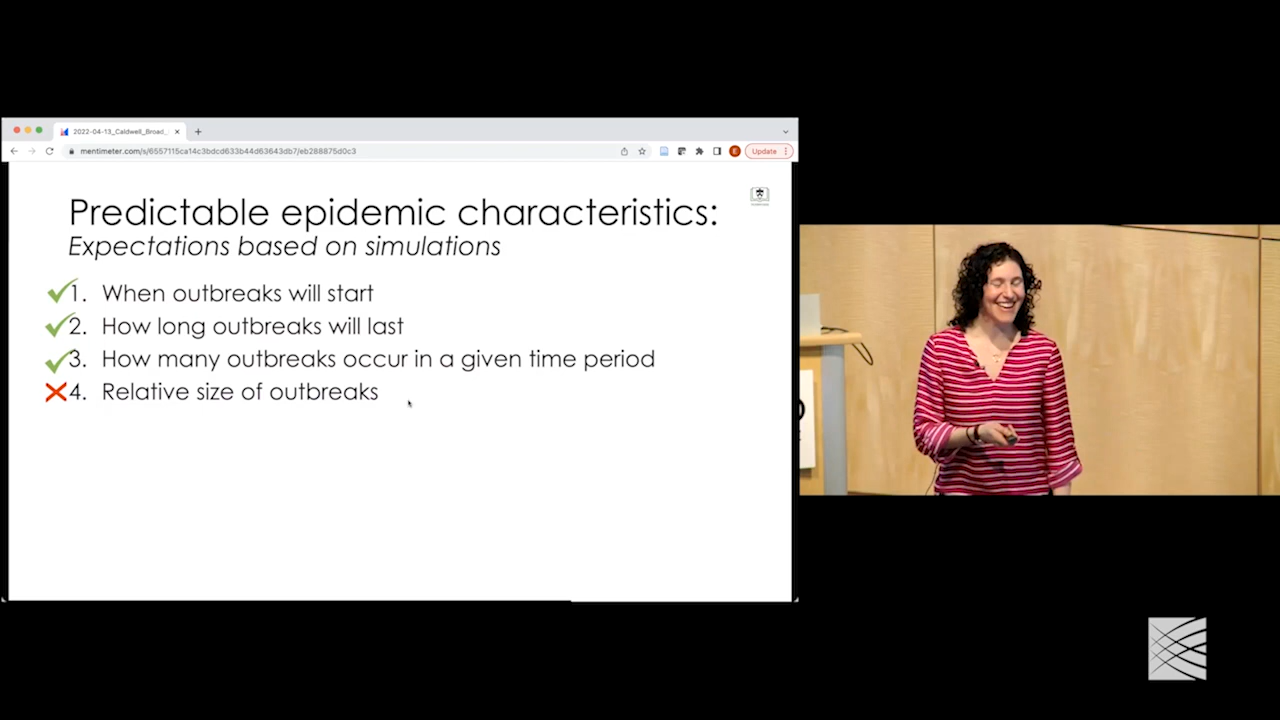 2022-04-13_Caldwell_Broad_
mentimeter.com/s/6557115ca14c3bdcd633b44d63643db7/eb288875d0c3
E
Update
Predictable epidemic characteristics:
Expectations based on simulations
1. When outbreaks will start
2. How long outbreaks will last
3. How many outbreaks occur in a given time period
4. Relative size of outbreaks